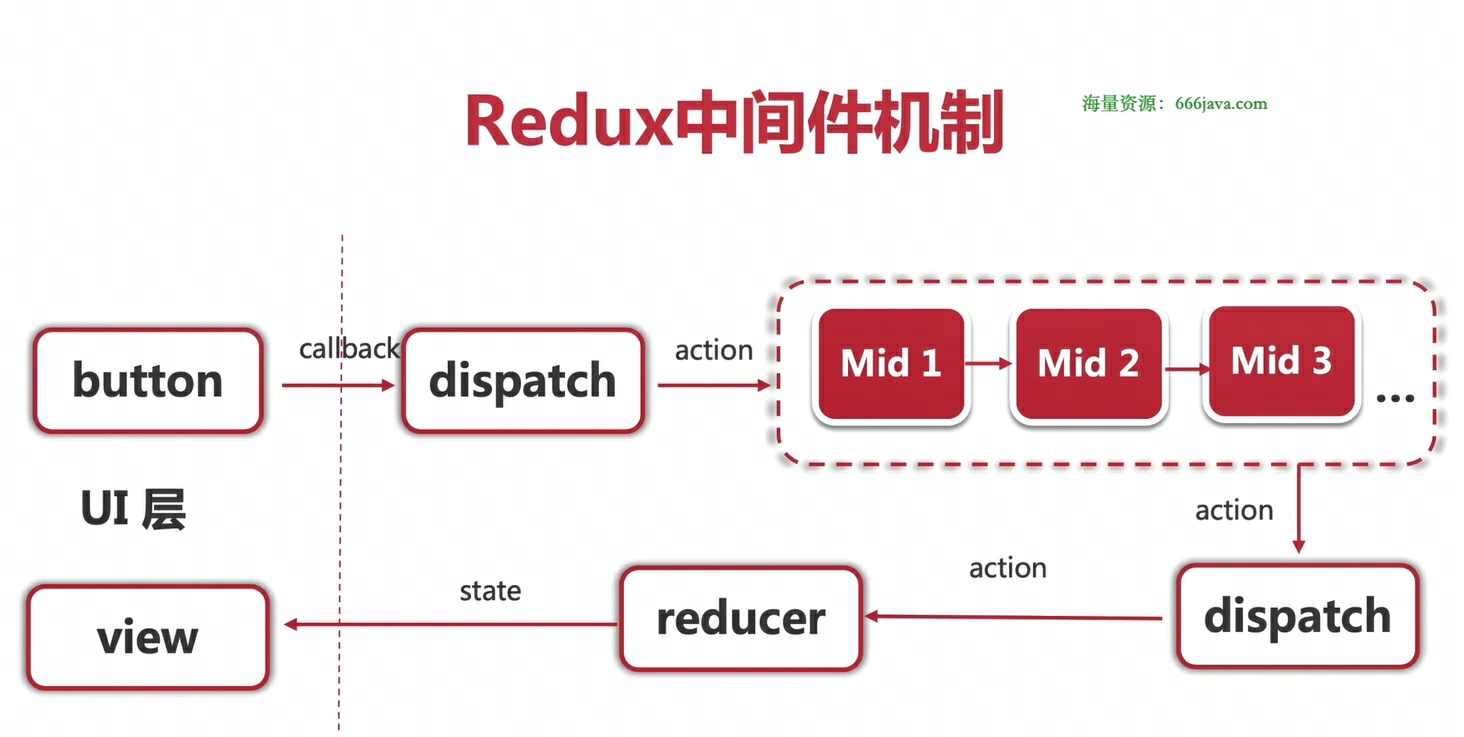 Redux中间件机制
海量资源：666java.com
button
callback
dispatch
action
Mid 1
Mid 2
Mid 3
...
UI 层
action
view
state
reducer
action
dispatch